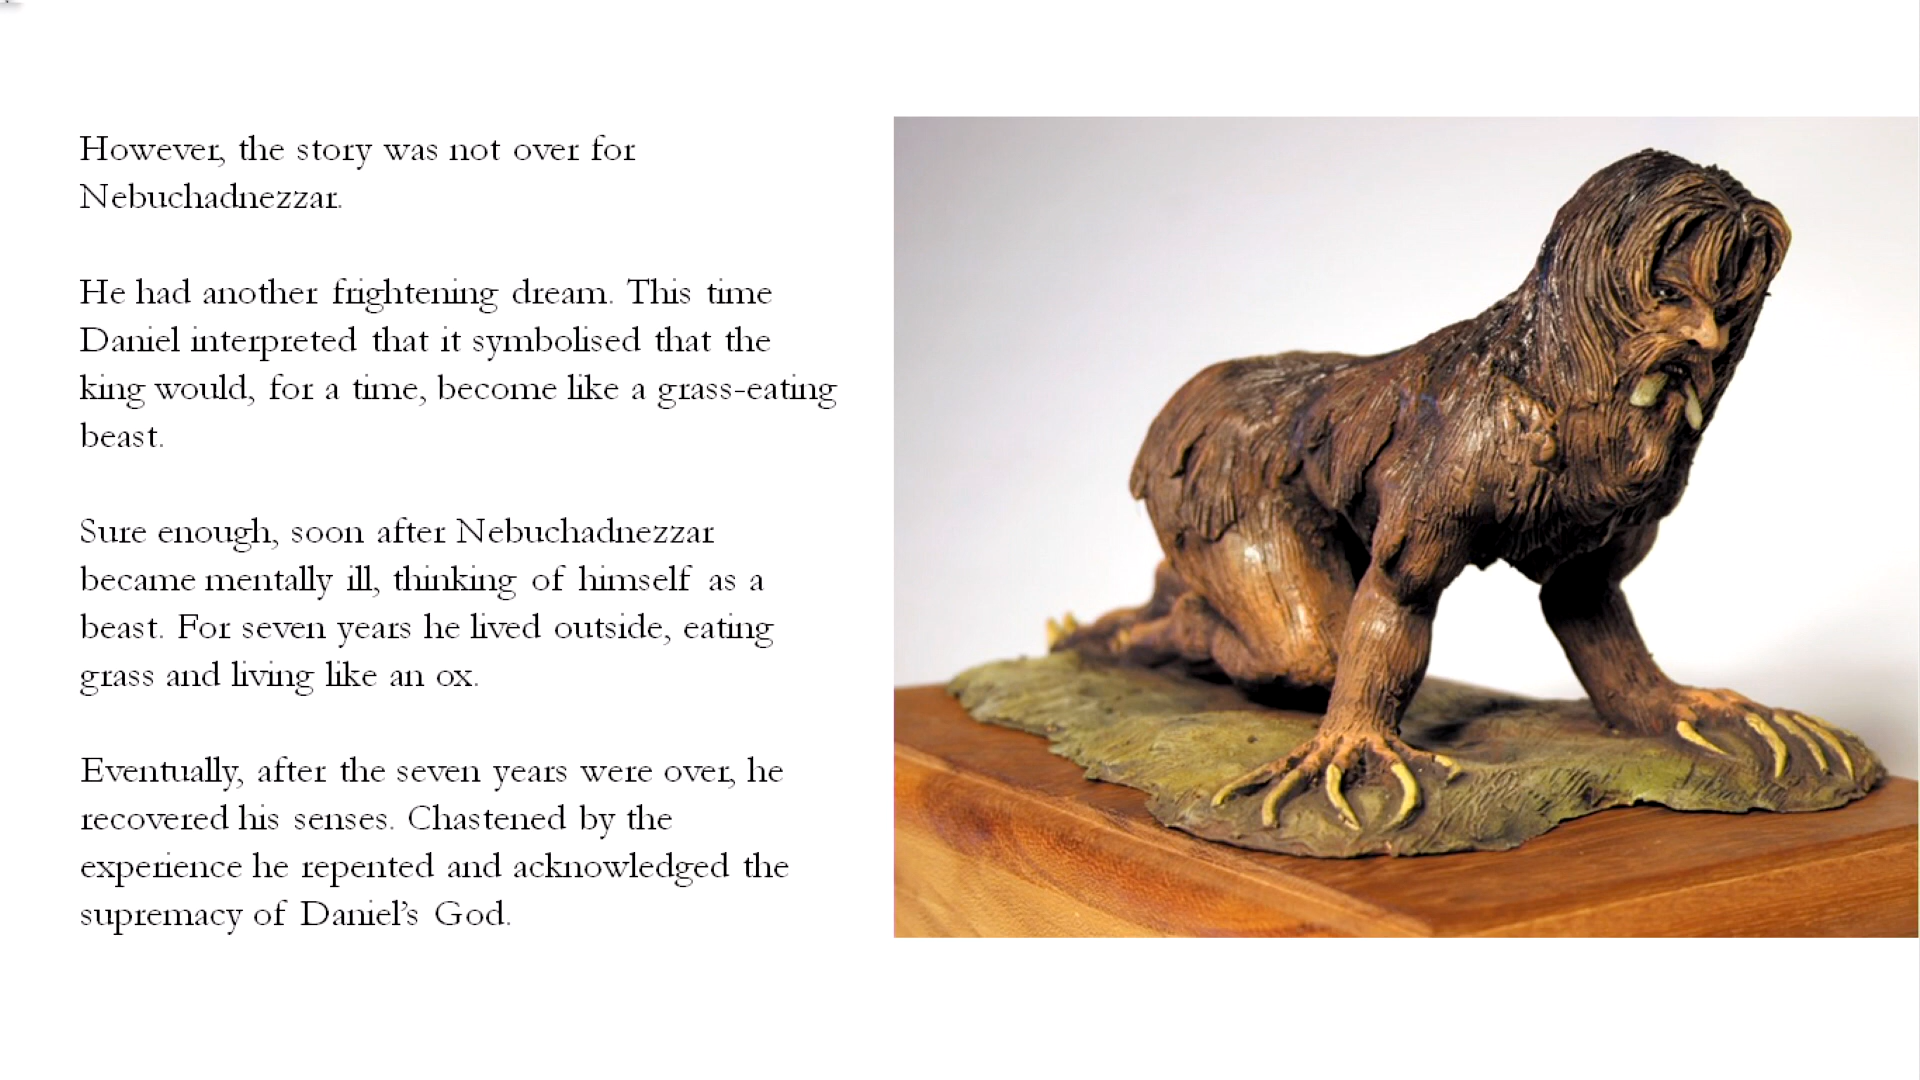 However, the story was not over for
Nebuchadnezzar.
He had another frightening dream. This time
Daniel interpreted that it symbolised that the
king would, for a time, become like a grass-eating
beast.
Sure enough, soon after Nebuchadnezzar
became mentally ill, thinking of himself as a
beast. For seven years he lived outside, eating
grass and living like an ox.
Eventually, after the seven years were over, he
recovered his senses. Chastened by the
experience he repented and acknowledged the
supremacy of Daniel’s God.